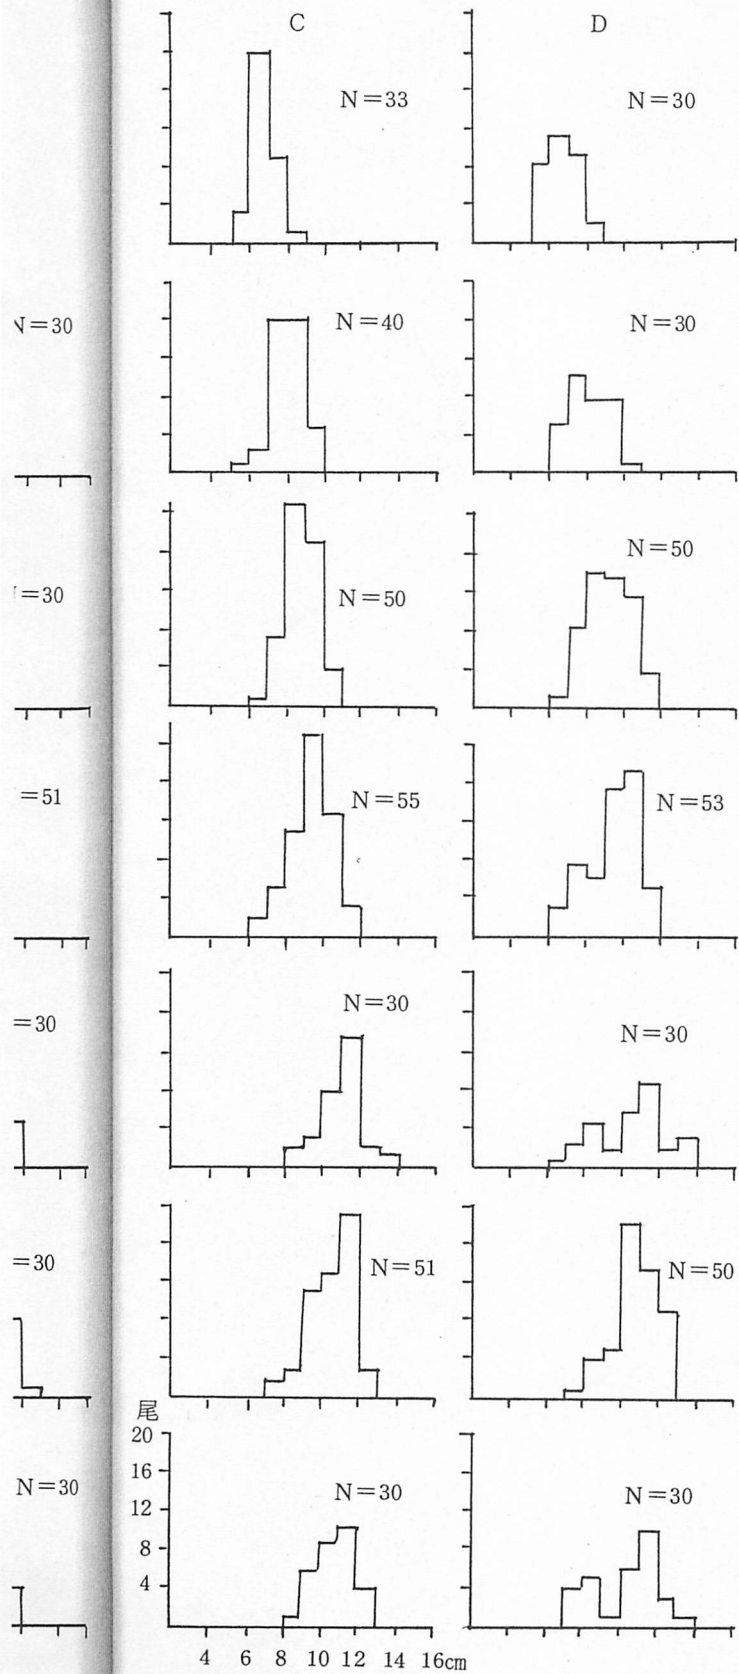 C D
N=33 N=30
N=30 N=40 N=30
=30 N=50 N=50
=51 N=55 N=53
=30 N=30 N=30
=30 N=51 N=50
尾
20
16
N=30 N=30 N=30
12
8
4
4 6 8 10 12 14 16cm